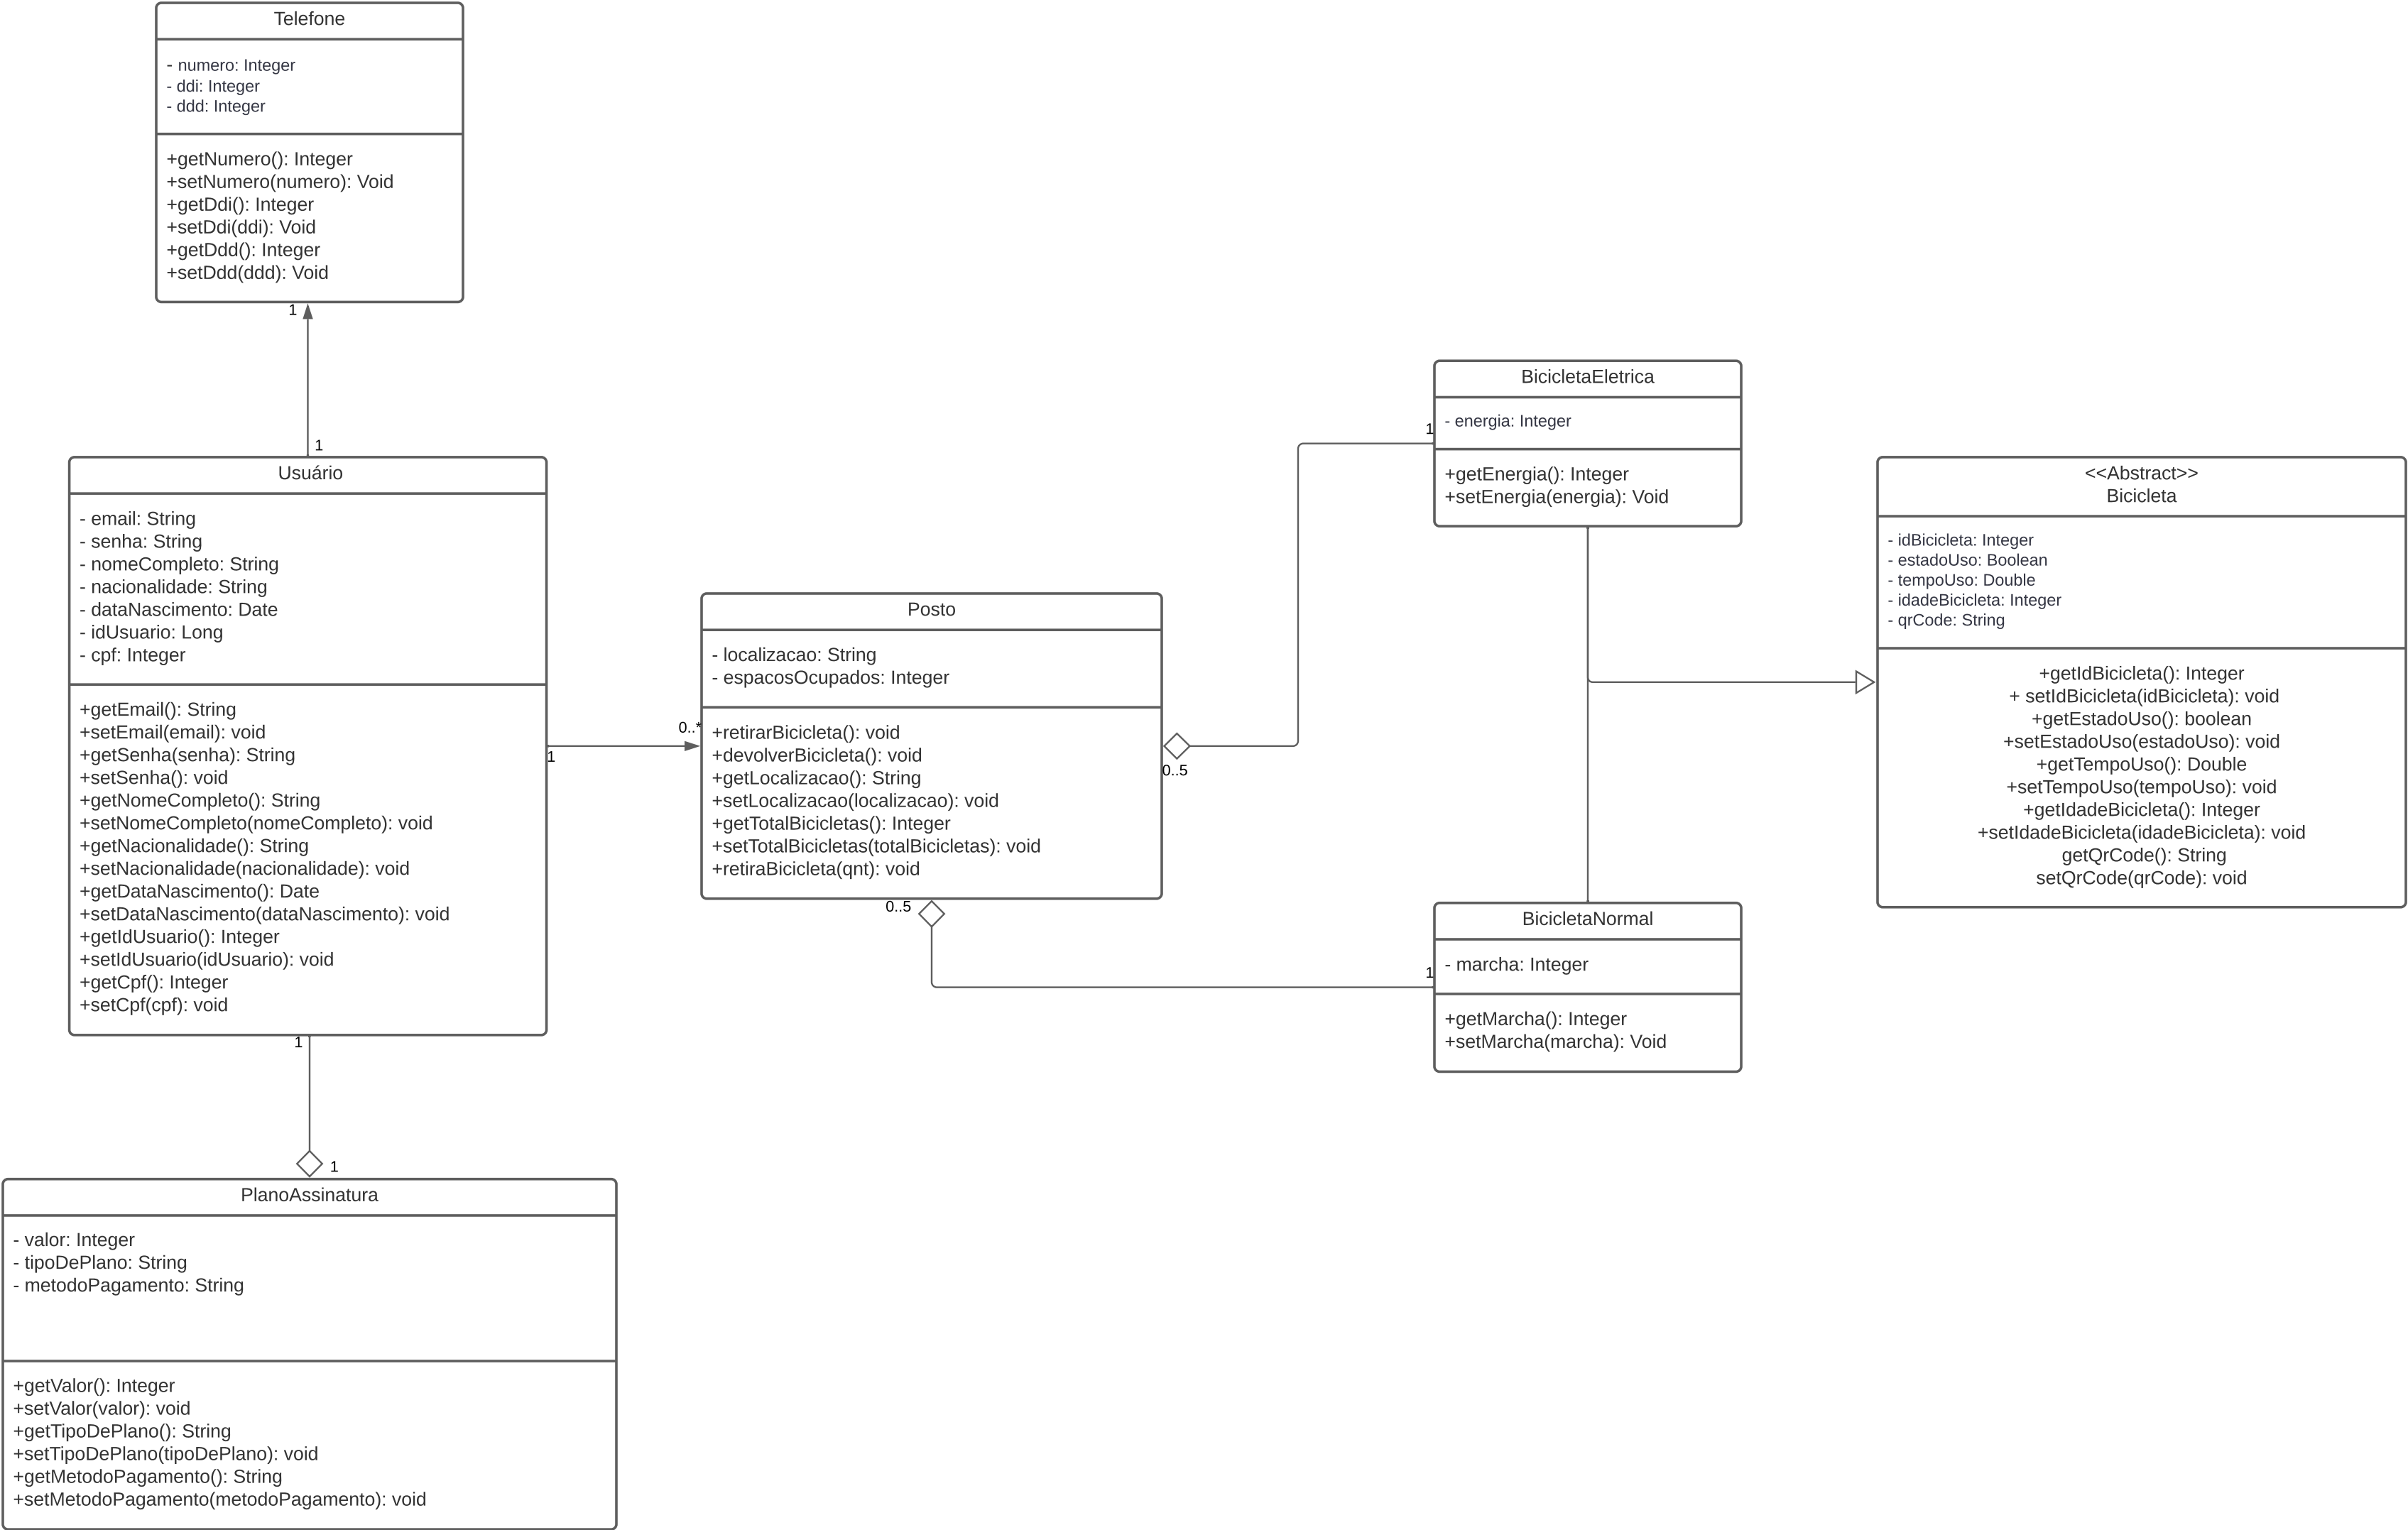 Telefone
- numero: Integer
- ddi: Integer
- ddd: Integer
+getNumero(): Integer
+setNumero(numero): Void
+getDdi(): Integer
+setDdi(ddi): Void
+getDdd(): Integer
+setDdd(ddd): Void
1
1
Usuário
- email: String
- senha: String
- nomeCompleto: String
- nacionalidade: String
- dataNascimento: Date
- idUsuario: Long
- cpf: Integer
+getEmail(): String
+setEmail(email): void
+getSenha(senha): String
+setSenha(): void
+getNomeCompleto(): String
+setNomeCompleto(nomeCompleto): void
+getNacionalidade(): String
+setNacionalidade(nacionalidade): void
+getDataNascimento(): Date
+setDataNascimento(dataNascimento): void
+getIdUsuario(): Integer
+setIdUsuario(idUsuario): void
+getCpf(): Integer
+setCpf(cpf): void
1
0..*
1
1
PlanoAssinatura
- valor: Integer
- tipoDePlano: String
- metodoPagamento: String
+getValor(): Integer
+setValor(valor): void
+getTipoDePlano(): String
+setTipoDePlano(tipoDePlano): void
+getMetodoPagamento(): String
+setMetodoPagamento(metodoPagamento): void
Posto
- localizacao: String
- espacosOcupados: Integer
+retirarBicicleta(): void
+devolverBicicleta(): void
+getLocalizacao(): String
+setLocalizacao(localizacao): void
+getTotalBicicletas(): Integer
+setTotalBicicletas(totalBicicletas): void
+retiraBicicleta(qnt): void
0..5
0..5
1
1
BicicletaEletrica
- energia: Integer
+getEnergia(): Integer
+setEnergia(energia): Void
BicicletaNormal
- marcha: Integer
+getMarcha(): Integer
+setMarcha(marcha): Void
<<Abstract>>
Bicicleta
- idBicicleta: Integer
- estadoUso: Boolean
- tempoUso: Double
- idadeBicicleta: Integer
- qrCode: String
+getIdBicicleta(): Integer
+ setIdBicicleta(idBicicleta): void
+getEstadoUso(): boolean
+setEstadoUso(estadoUso): void
+getTempoUso(): Double
+setTempoUso(tempoUso): void
+getIdadeBicicleta(): Integer
+setIdadeBicicleta(idadeBicicleta): void
getQrCode(): String
setQrCode(qrCode): void